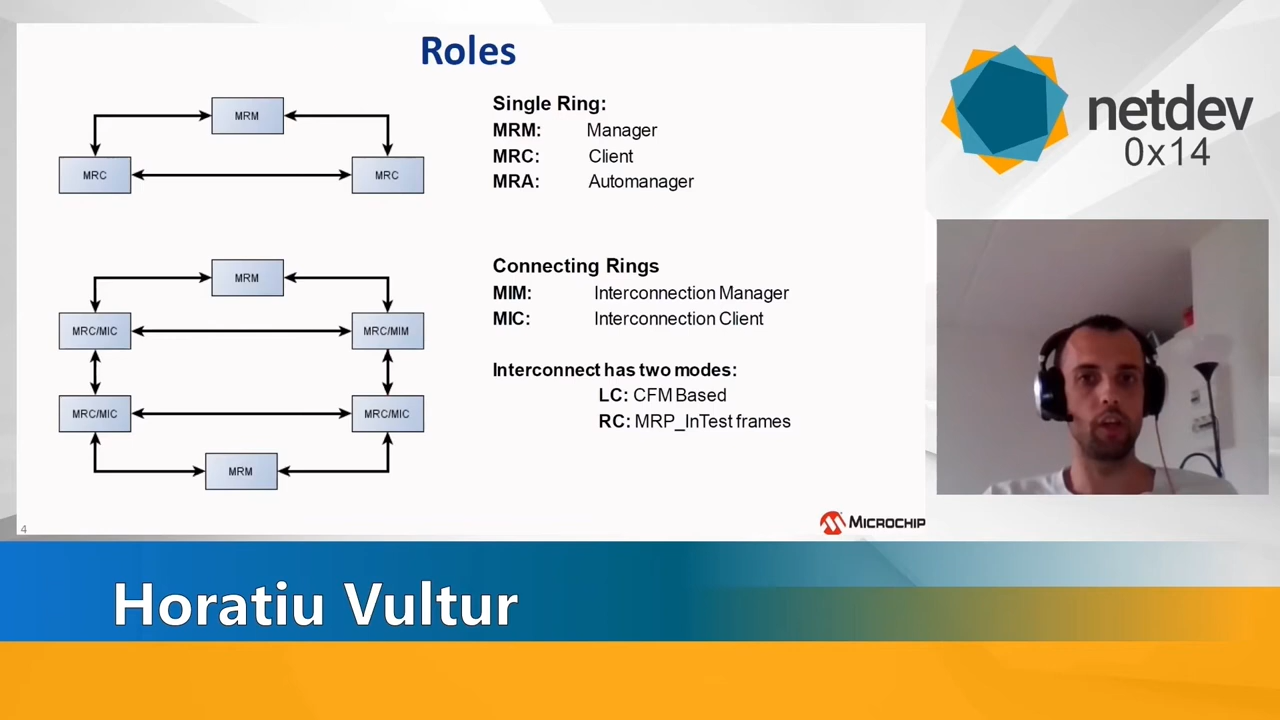 Roles
MRM
MRC
MRC
Single Ring:
MRM: Manager
MRC: Client
MRA: Automanager
MRM
MRC/MIC
MRC/MIM
MRC/MIC
MRC/MIC
MRM
Connecting Rings
MIM: Interconnection Manager
MIC: Interconnection Client
Interconnect has two modes:
LC: CFM Based
RC: MRP_InTest frames
4
MICROCHIP
netdev
0x14
Horatiu Vultur